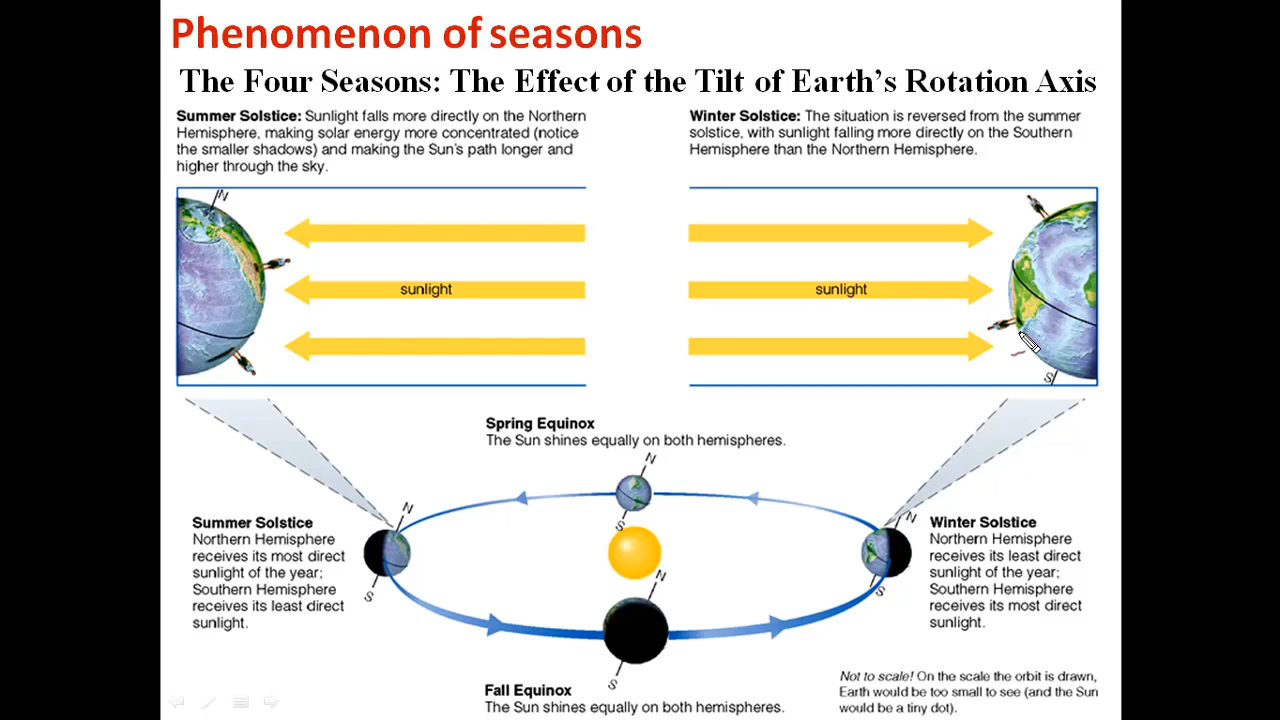 Phenomenon of seasons
The Four Seasons: The Effect of the Tilt of Earth's Rotation Axis
Summer Solstice: Sunlight falls more directly on the Northern
Hemisphere, making solar energy more concentrated (notice
the smaller shadows) and making the Sun's path longer and
higher through the sky.
Winter Solstice: The situation is reversed from the summer
solstice, with sunlight falling more directly on the Southern
Hemisphere than the Northern Hemisphere.
N
sunlight
sunlight
S
Spring Equinox
The Sun shines equally on both hemispheres.
N
S
Summer Solstice
Northern Hemisphere
receives its most direct
sunlight of the year;
Southern Hemisphere
receives its least direct
sunlight.
N
S
N
S
Winter Solstice
Northern Hemisphere
receives its least direct
sunlight of the year;
Southern Hemisphere
receives its most direct
sunlight.
N
S
Fall Equinox
The Sun shines equally on both hemispheres.
Not to scale! On the scale the orbit is drawn,
Earth would be too small to see (and the Sun
would be a tiny dot).